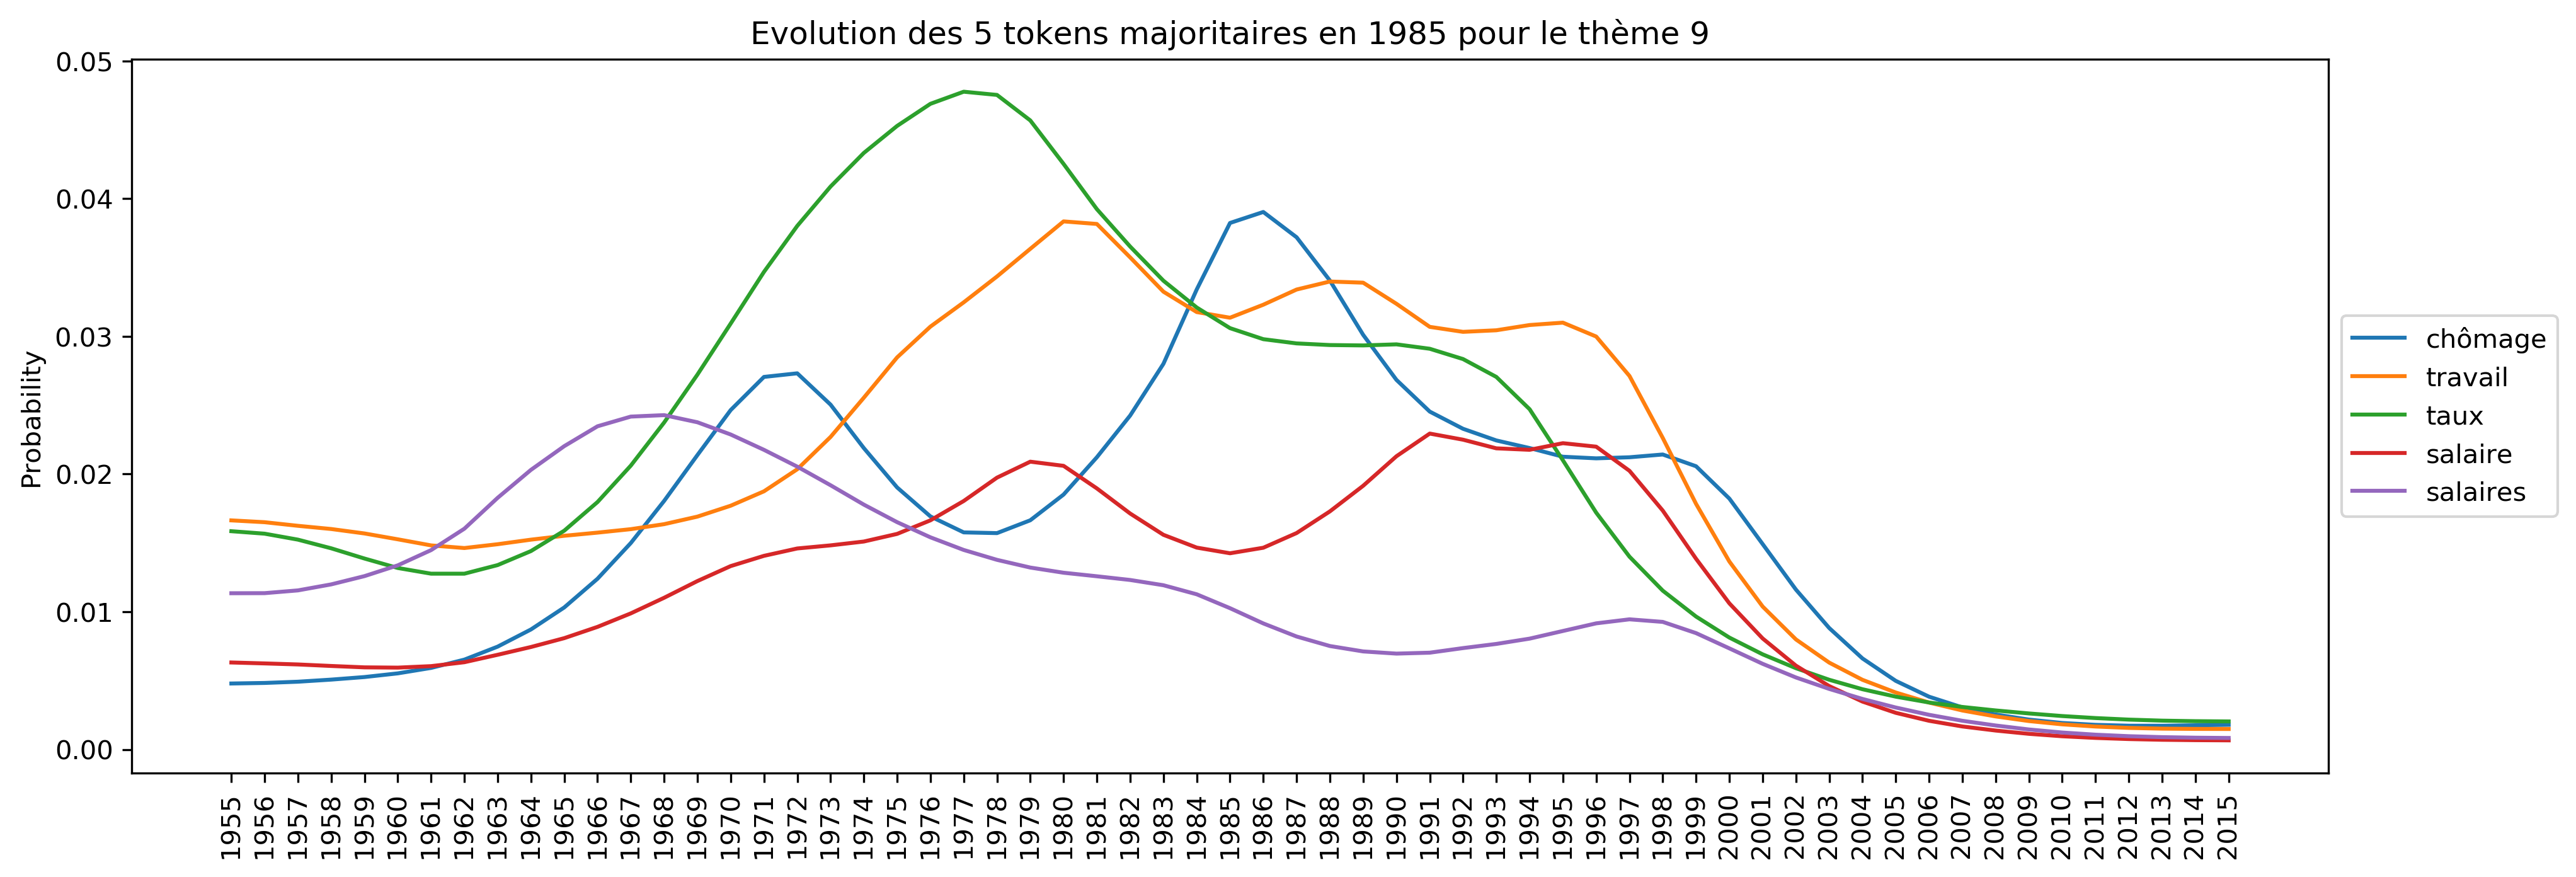 Evolution des 5 tokens majoritaires en 1985 pour le thème 9
Probability
0.05
0.04
0.03
0.02
0.01
0.00
1955 1956 1957 1958 1959 1960 1961 1962 1963 1964 1965 1966 1967 1968 1969 1970 1971 1972 1973 1974 1975 1976 1977 1978 1979 1980 1981 1982 1983 1984 1985 1986 1987 1988 1989 1990 1991 1992 1993 1994 1995 1996 1997 1998 1999 2000 2001 2002 2003 2004 2005 2006 2007 2008 2009 2010 2011 2012 2013 2014 2015
chômage
travail
taux
salaire
salaires